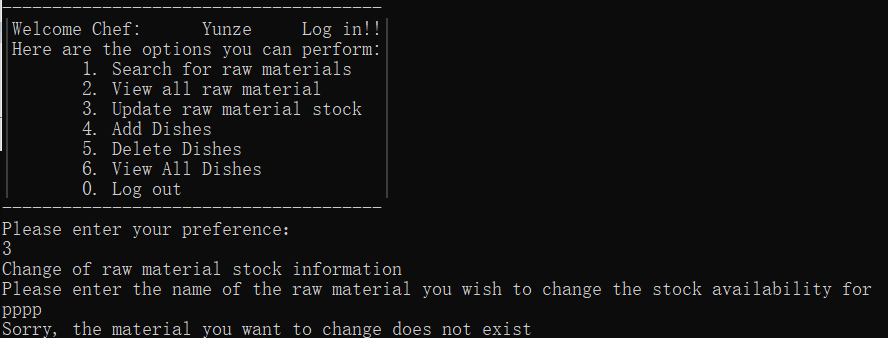 Welcome Chef: Yunze Log in!!
Here are the options you can perform:
1. Search for raw materials
2. View all raw material
3. Update raw material stock
4. Add Dishes
5. Delete Dishes
6. View All Dishes
0. Log out
Please enter your preference:
3
Change of raw material stock information
Please enter the name of the raw material you wish to change the stock availability for
pppp
Sorry, the material you want to change does not exist